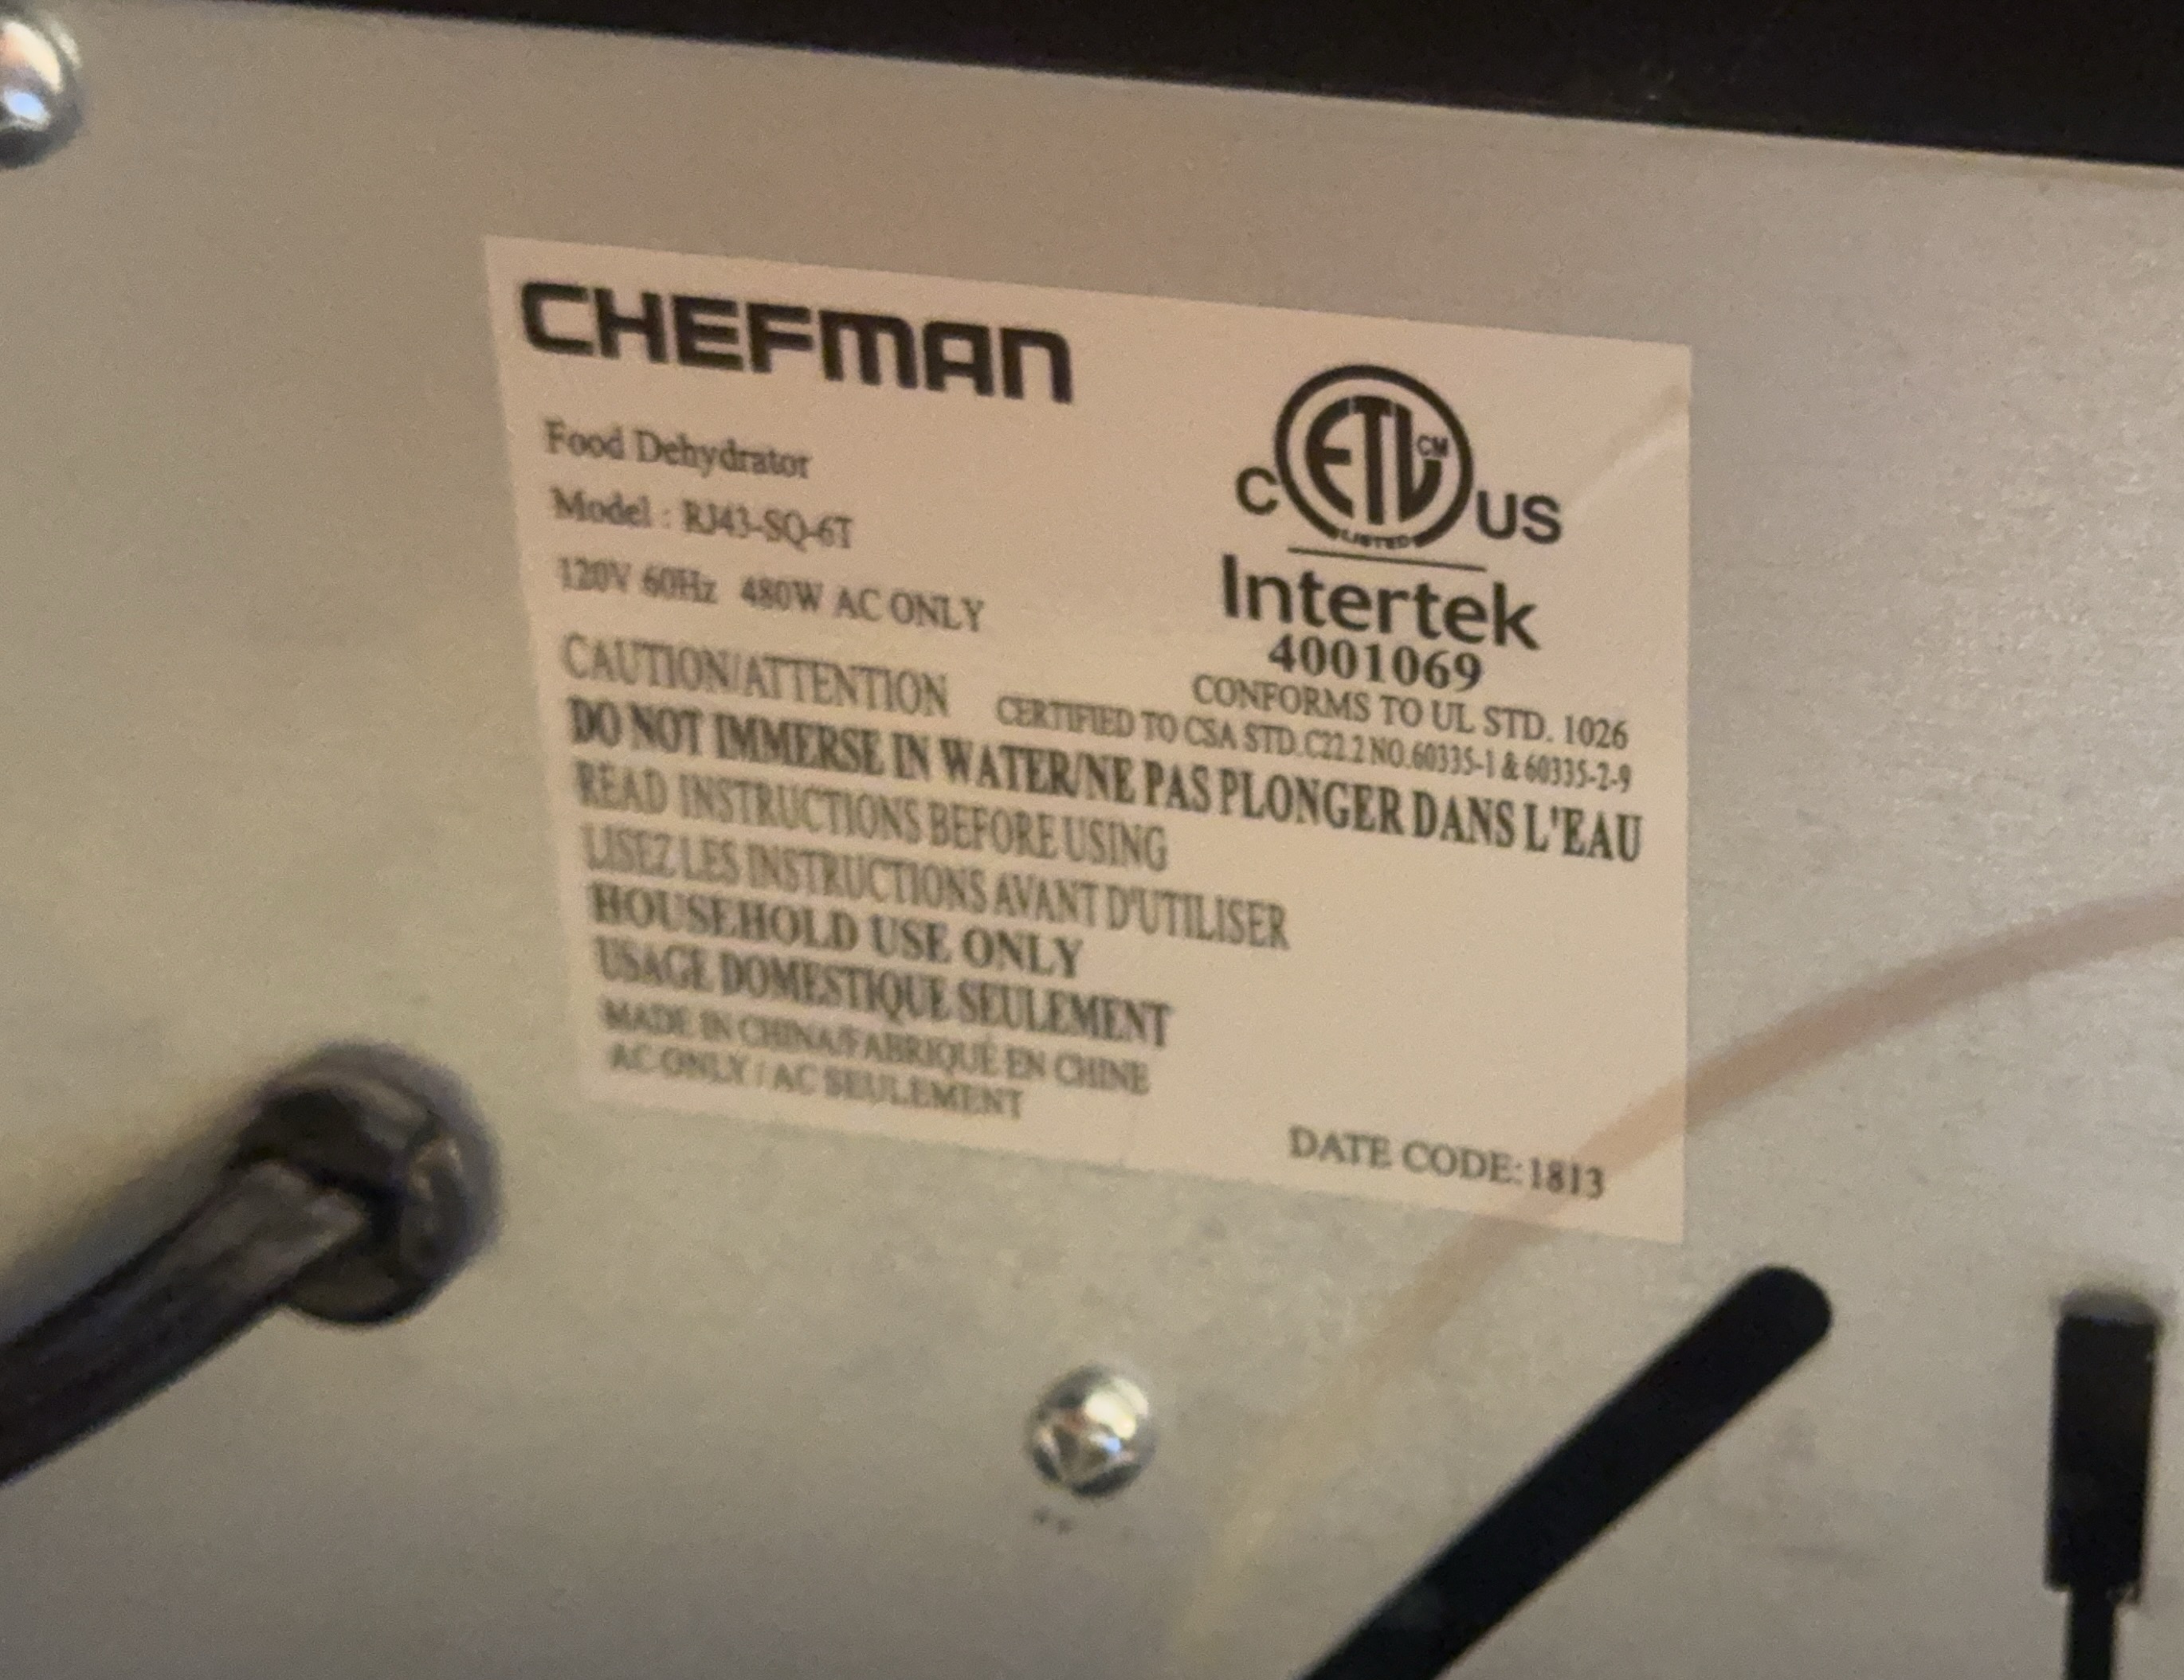 CHEFMAN
Food Dehydrator
Model : RJ43-SQ-6T
120V 60Hz 480W AC ONLY
C ETL CM US
LISTED
Intertek
4001069
CONFORMS TO UL STD. 1026
CERTIFIED TO CSA STD.C22.2 NO.60335-1 & 60335-2-9
CAUTION/ATTENTION
DO NOT IMMERSE IN WATER/NE PAS PLONGER DANS L'EAU
READ INSTRUCTIONS BEFORE USING
LISEZ LES INSTRUCTIONS AVANT D'UTILISER
HOUSEHOLD USE ONLY
USAGE DOMESTIQUE SEULEMENT
MADE IN CHINA/FABRIQUÉ EN CHINE
AC ONLY / AC SEULEMENT
DATE CODE:1813